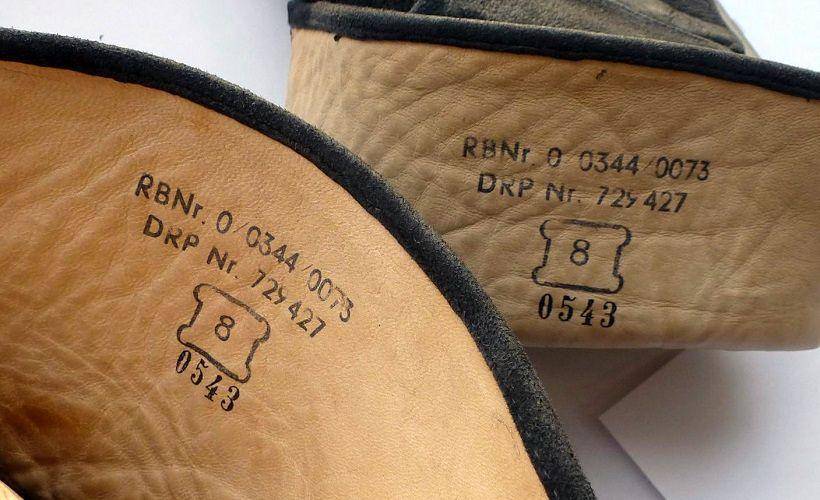 RBNr. 0/0344/0073
DRP Nr. 729427
8
0543
RBNr. 0 0344/0073
DRP Nr. 729427
8
0543